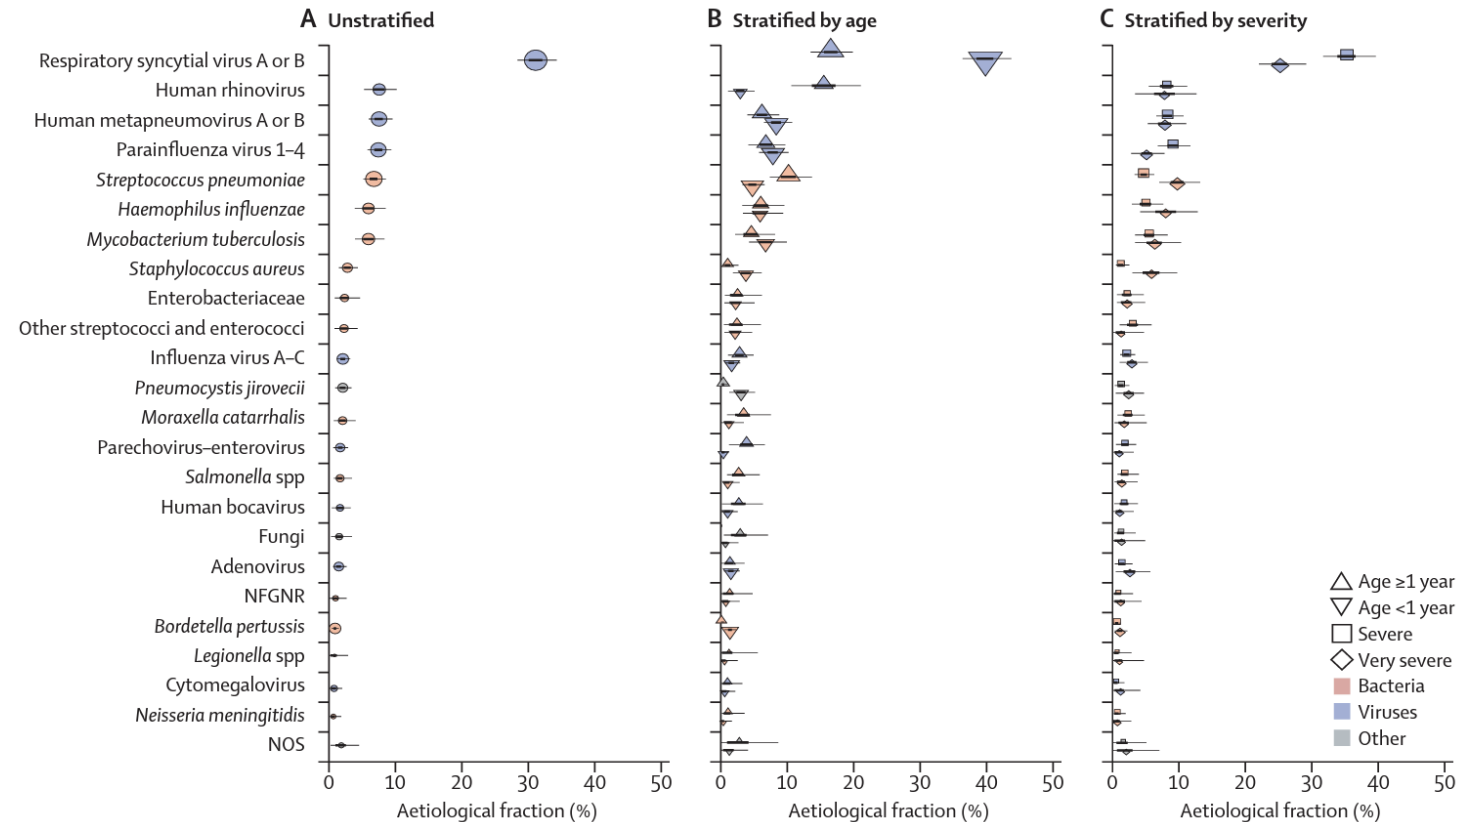 A Unstratified
B Stratified by age
C Stratified by severity
Respiratory syncytial virus A or B
Human rhinovirus
Human metapneumovirus A or B
Parainfluenza virus 1–4
Streptococcus pneumoniae
Haemophilus influenzae
Mycobacterium tuberculosis
Staphylococcus aureus
Enterobacteriaceae
Other streptococci and enterococci
Influenza virus A–C
Pneumocystis jirovecii
Moraxella catarrhalis
Parechovirus–enterovirus
Salmonella spp
Human bocavirus
Fungi
Adenovirus
NFGNR
Bordetella pertussis
Legionella spp
Cytomegalovirus
Neisseria meningitidis
NOS
Age ≥1 year
Age <1 year
Severe
Very severe
Bacteria
Viruses
Other
0 10 20 30 40 50
0 10 20 30 40 50
0 10 20 30 40 50
Aetiological fraction (%)
Aetiological fraction (%)
Aetiological fraction (%)